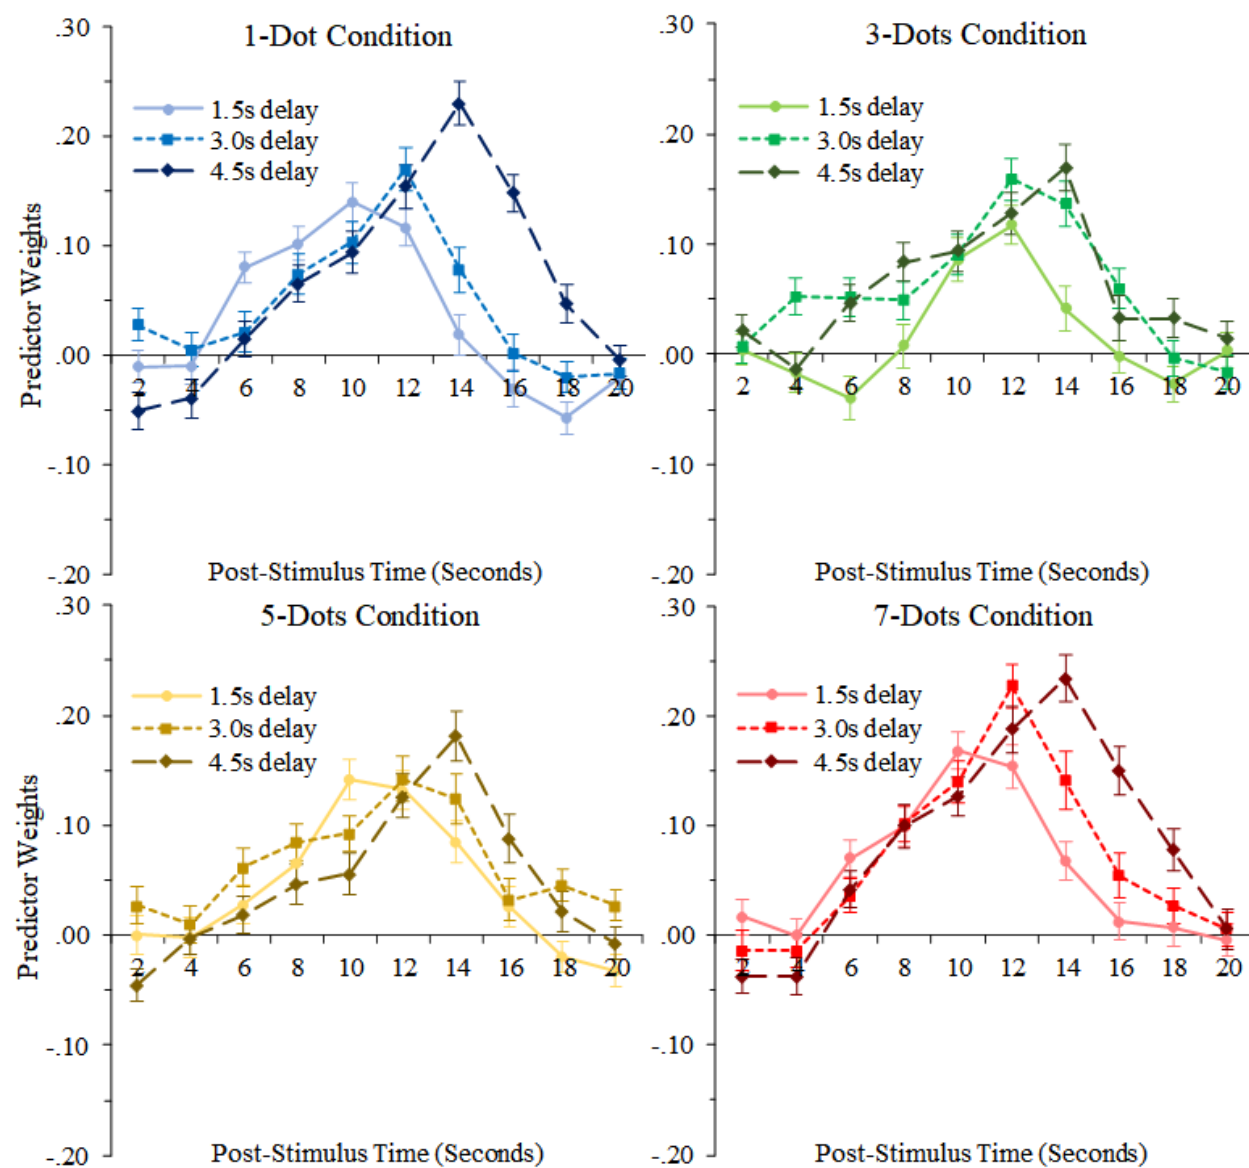 1-Dot Condition
.30
.20
.10
.00
-.10
-.20
Predictor Weights
1.5s delay
3.0s delay
4.5s delay
2 4 6 8 10 12 14 16 18 20
Post-Stimulus Time (Seconds)
3-Dots Condition
.30
.20
.10
.00
-.10
-.20
1.5s delay
3.0s delay
4.5s delay
2 4 6 8 10 12 14 16 18 20
Post-Stimulus Time (Seconds)
5-Dots Condition
.30
.20
.10
.00
-.10
-.20
Predictor Weights
1.5s delay
3.0s delay
4.5s delay
2 4 6 8 10 12 14 16 18 20
Post-Stimulus Time (Seconds)
7-Dots Condition
.30
.20
.10
.00
-.10
-.20
1.5s delay
3.0s delay
4.5s delay
2 4 6 8 10 12 14 16 18 20
Post-Stimulus Time (Seconds)